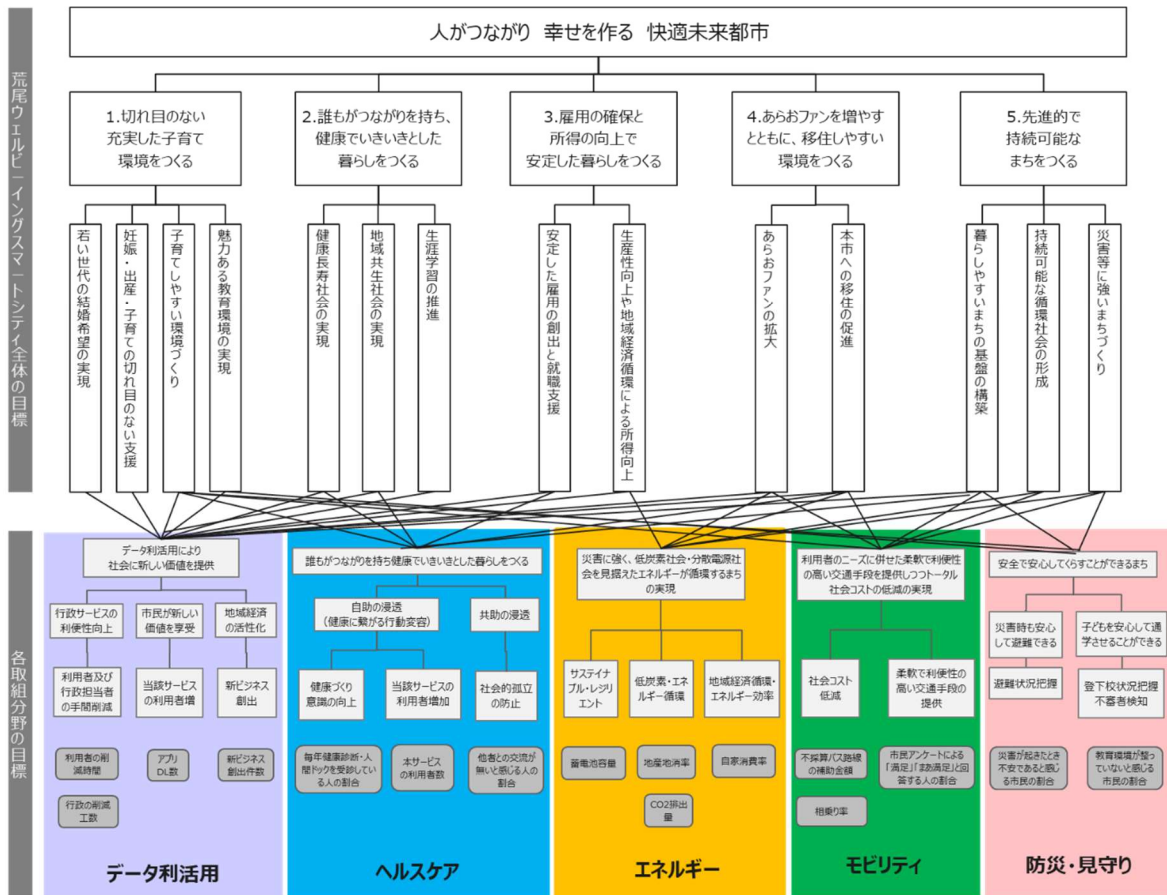 人がつながり 幸せを作る 快適未来都市
荒尾ウェルビーイングスマートシティ全体の目標
1.切れ目のない
充実した子育て
環境をつくる
2.誰もがつながりを持ち、
健康でいきいきとした
暮らしをつくる
3.雇用の確保と
所得の向上で
安定した暮らしをつくる
4.あらおファンを増やす
とともに、移住しやすい
環境をつくる
5.先進的で
持続可能な
まちをつくる
若い世代の結婚希望の実現
妊娠・出産・子育ての切れ目のない支援
子育てしやすい環境づくり
魅力ある教育環境の実現
健康長寿社会の実現
地域共生社会の実現
生涯学習の推進
安定した雇用の創出と就職支援
生産性向上や地域経済循環による所得向上
あらおファンの拡大
本市への移住の促進
暮らしやすいまちの基盤の構築
持続可能な循環社会の形成
災害等に強いまちづくり
各取組分野の目標
データ利活用により
社会に新しい価値を提供
行政サービスの
利便性向上
市民が新しい
価値を享受
地域経済
の活性化
利用者及び
行政担当者
の手間削減
当該サービス
の利用者増
新ビジネス
創出
利用者の削
減時間
アプリ
DL数
新ビジネス
創出件数
行政の削減
工数
データ利活用
誰もがつながりを持ち健康でいきいきとした暮らしをつくる
自助の浸透
(健康に繋がる行動変容)
共助の浸透
健康づくり
意識の向上
当該サービスの
利用者増加
社会的孤立
の防止
毎年健康診断・人
間ドックを受診してい
る人の割合
本サービス
の利用者数
他者との交流が
無いと感じる人の
割合
ヘルスケア
災害に強く、低炭素社会・分散電源社
会を見据えたエネルギーが循環するまち
の実現
サステイナ
ブル・レジリ
エント
低炭素・エネ
ルギー循環
地域経済循環・
エネルギー効率
蓄電池容量
地産地消率
自家消費率
CO2排出
量
エネルギー
利用者のニーズに併せた柔軟で利便性
の高い交通手段を提供しつつトータル
社会コストの低減の実現
社会コスト
低減
柔軟で利便性の
高い交通手段の
提供
不採算バス路線
の補助金額
市民アンケートによる
「満足」「まあ満足」と回
答する人の割合
相乗り率
モビリティ
安全で安心してくらすことができるまち
災害時も安心
して避難できる
子どもを安心して通
学させることができる
避難状況把握
登下校状況把握
不審者検知
災害が起きたとき
不安であると感じ
る市民の割合
教育環境が整っ
ていないと感じる
市民の割合
防災・見守り